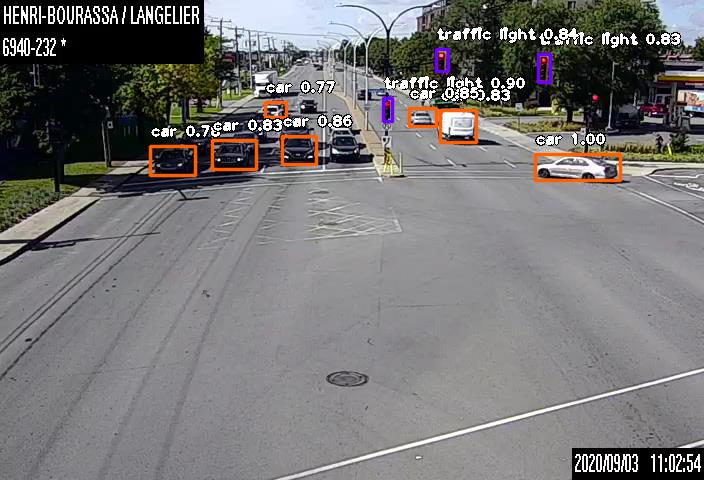 HENRI-BOURASSA / LANGELIER
6940-232 *
traffic light 0.84
traffic light 0.83
traffic light 0.90
car 0.77
car 0.85
0.83
car 0.76
car 0.83
car 0.86
car 1.00
2020/09/03 11:02:54